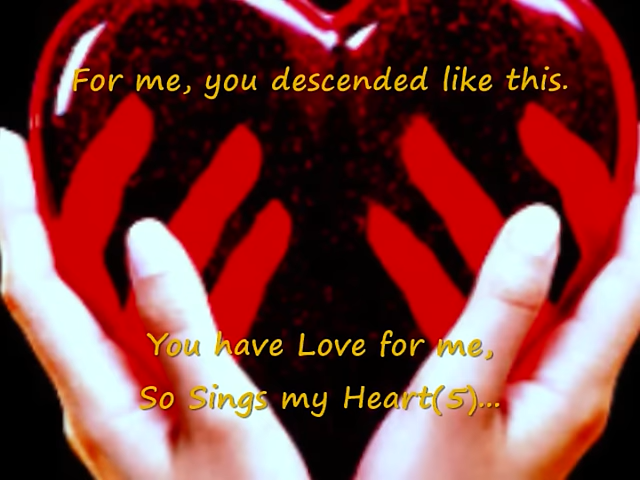 For me, you descended like this.
You have Love for me,
So Sings my Heart(5)...